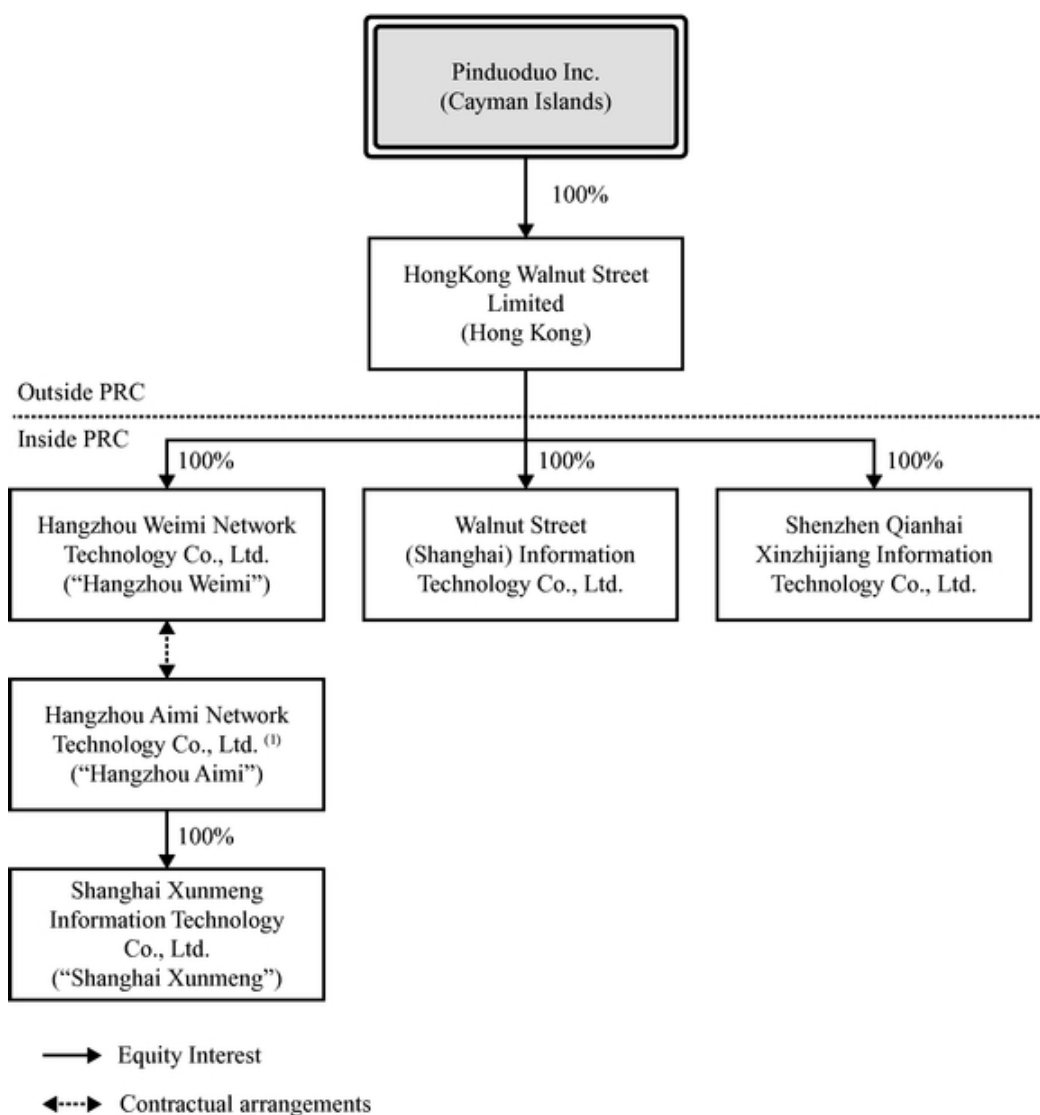 Pinduoduo Inc.
(Cayman Islands)
100%
HongKong Walnut Street
Limited
(Hong Kong)
Outside PRC
Inside PRC
100%
100%
100%
Hangzhou Weimi Network
Technology Co., Ltd.
(“Hangzhou Weimi”)
Walnut Street
(Shanghai) Information
Technology Co., Ltd.
Shenzhen Qianhai
Xinzhijiang Information
Technology Co., Ltd.
Hangzhou Aimi Network
Technology Co., Ltd. (1)
(“Hangzhou Aimi”)
100%
Shanghai Xunmeng
Information Technology
Co., Ltd.
(“Shanghai Xunmeng”)
Equity Interest
Contractual arrangements